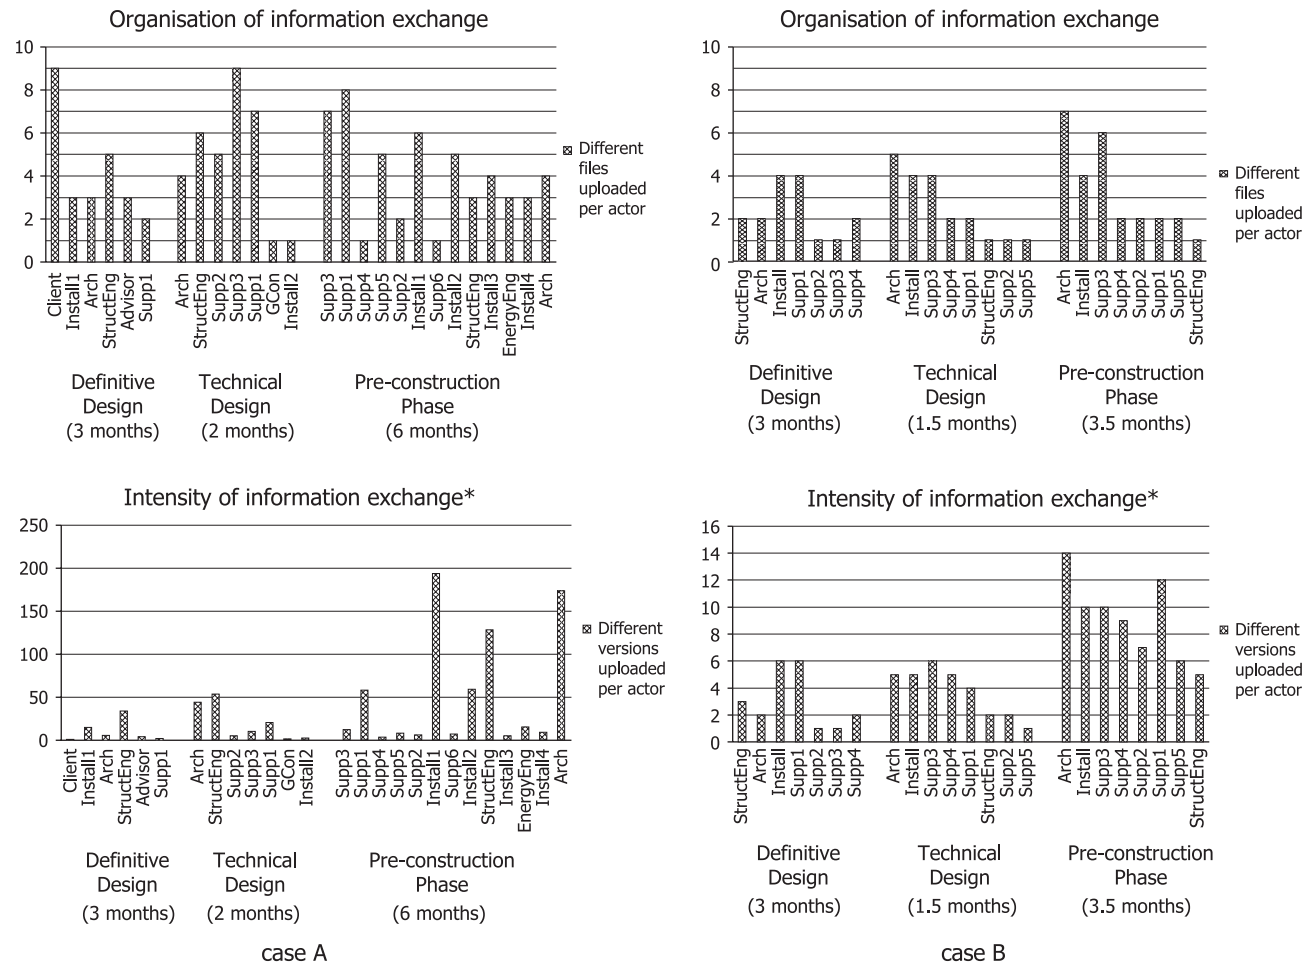 Organisation of information exchange
10
8
6
4
2
0
Client
Install1
Arch
StructEng
Advisor
Supp1
Arch
StructEng
Supp2
Supp3
Supp1
GCon
Install2
Supp3
Supp1
Supp4
Supp5
Supp2
Install1
Supp6
Install2
StructEng
Install3
EnergyEng
Install4
Arch
Different
files
uploaded
per actor
Definitive
Design
(3 months)
Technical
Design
(2 months)
Pre-construction
Phase
(6 months)
Organisation of information exchange
10
8
6
4
2
0
StructEng
Arch
Install
Supp1
Supp2
Supp3
Supp4
Arch
Install
Supp3
Supp4
Supp1
StructEng
Supp2
Supp5
Arch
Install
Supp3
Supp4
Supp2
Supp1
Supp5
StructEng
Different
files
uploaded
per actor
Definitive
Design
(3 months)
Technical
Design
(1.5 months)
Pre-construction
Phase
(3.5 months)
Intensity of information exchange*
250
200
150
100
50
0
Client
Install1
Arch
StructEng
Advisor
Supp1
Arch
StructEng
Supp2
Supp3
Supp1
GCon
Install2
Supp3
Supp1
Supp4
Supp5
Supp2
Install1
Supp6
Install2
StructEng
Install3
EnergyEng
Install4
Arch
Different
versions
uploaded
per actor
Definitive
Design
(3 months)
Technical
Design
(2 months)
Pre-construction
Phase
(6 months)
case A
Intensity of information exchange*
16
14
12
10
8
6
4
2
0
StructEng
Arch
Install
Supp1
Supp2
Supp3
Supp4
Arch
Install
Supp3
Supp4
Supp1
StructEng
Supp2
Supp5
Arch
Install
Supp3
Supp4
Supp2
Supp1
Supp5
StructEng
Different
versions
uploaded
per actor
Definitive
Design
(3 months)
Technical
Design
(1.5 months)
Pre-construction
Phase
(3.5 months)
case B